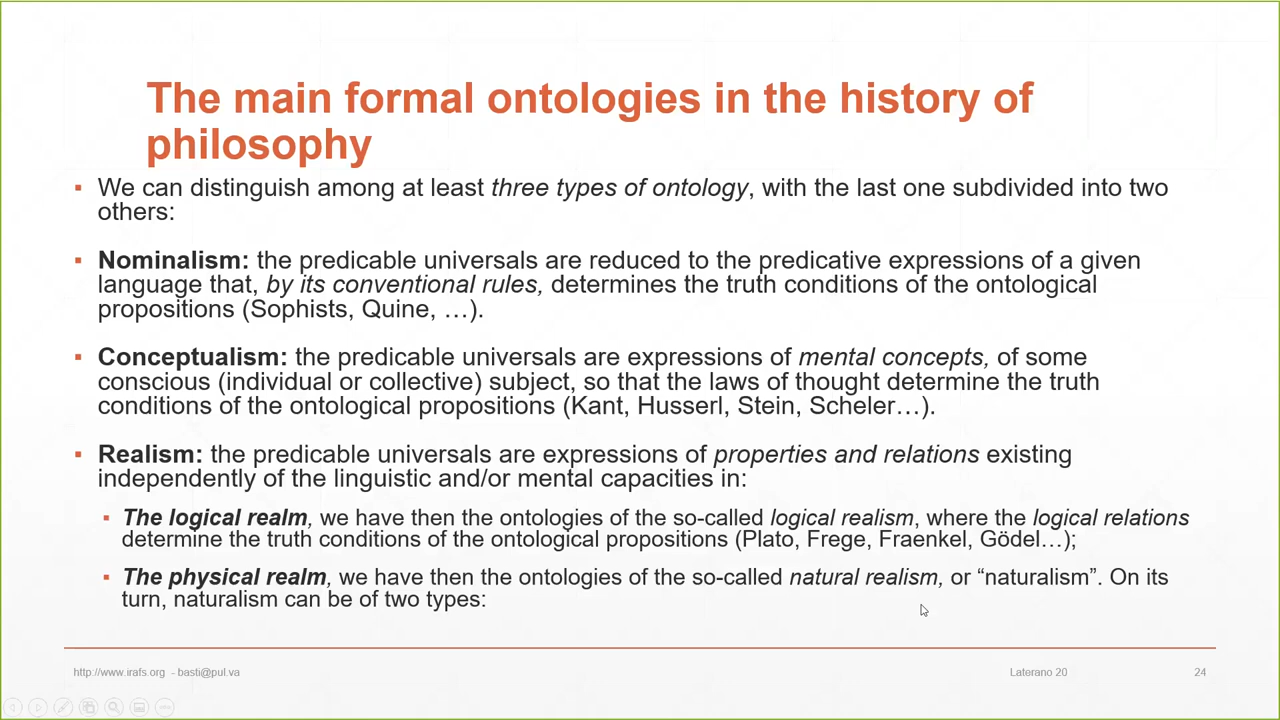 The main formal ontologies in the history of
philosophy
▪ We can distinguish among at least three types of ontology, with the last one subdivided into two
others:
▪ Nominalism: the predicable universals are reduced to the predicative expressions of a given
language that, by its conventional rules, determines the truth conditions of the ontological
propositions (Sophists, Quine, …).
▪ Conceptualism: the predicable universals are expressions of mental concepts, of some
conscious (individual or collective) subject, so that the laws of thought determine the truth
conditions of the ontological propositions (Kant, Husserl, Stein, Scheler…).
▪ Realism: the predicable universals are expressions of properties and relations existing
independently of the linguistic and/or mental capacities in:
▪ The logical realm, we have then the ontologies of the so-called logical realism, where the logical relations
determine the truth conditions of the ontological propositions (Plato, Frege, Fraenkel, Gödel…);
▪ The physical realm, we have then the ontologies of the so-called natural realism, or “naturalism”. On its
turn, naturalism can be of two types:
http://www.irafs.org - basti@pul.va
Laterano 20
24